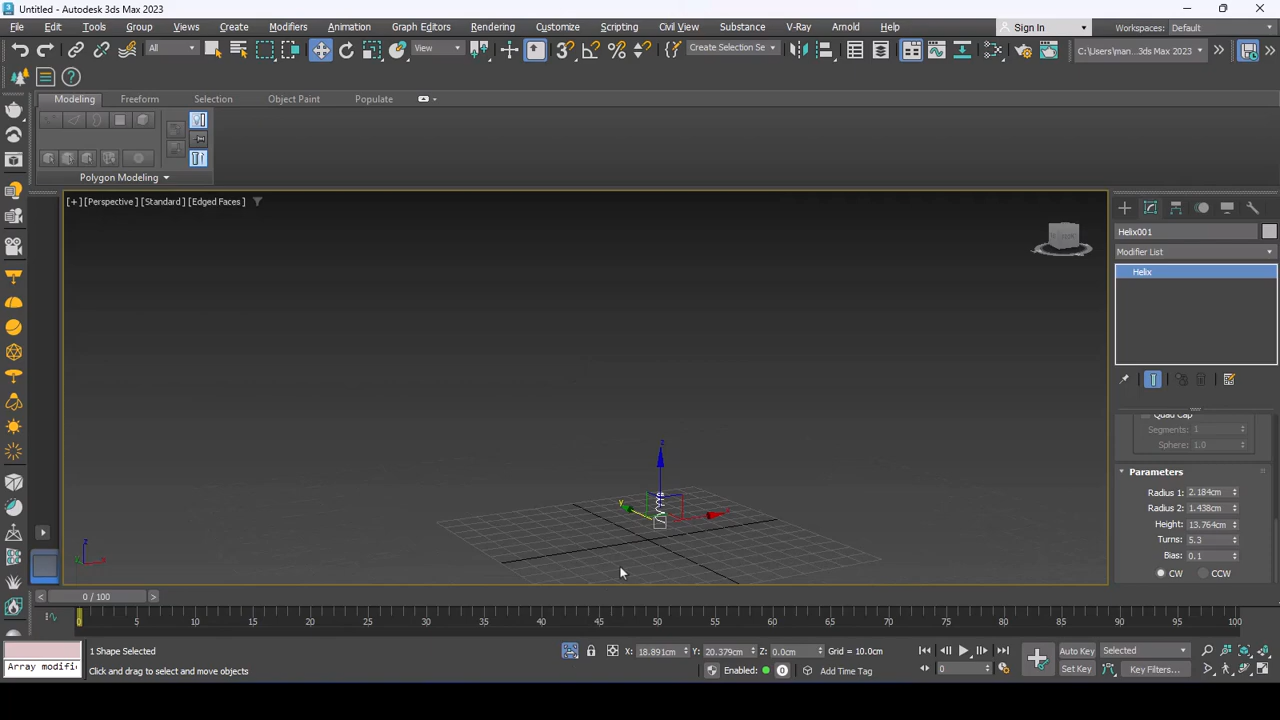 Untitled - Autodesk 3ds Max 2023
File Edit Tools Group Views Create Modifiers Animation Graph Editors Rendering Customize Scripting Civil View Substance V-Ray Arnold Help Sign In Workspaces: Default
All View Create Selection Se C:\Users\man...3ds Max 2023
Modeling Freeform Selection Object Paint Populate
Polygon Modeling
[+] [Perspective ] [Standard ] [Edged Faces ]
Helix001
Modifier List
Helix
Quad Cap
Segments: 1
Sphere: 1.0
Parameters
Radius 1: 2.184cm
Radius 2: 1.438cm
Height: 13.764cm
Turns: 5.3
Bias: 0.1
CW CCW
z
y
z
0 / 100
0 5 10 15 20 25 30 35 40 45 50 55 60 65 70 75 80 85 90 95 100
1 Shape Selected X: 18.891cm Y: 20.379cm Z: 0.0cm Grid = 10.0cm Auto Key Selected
Array modifi Click and drag to select and move objects Enabled: 0 Add Time Tag 0 Set Key Key Filters...